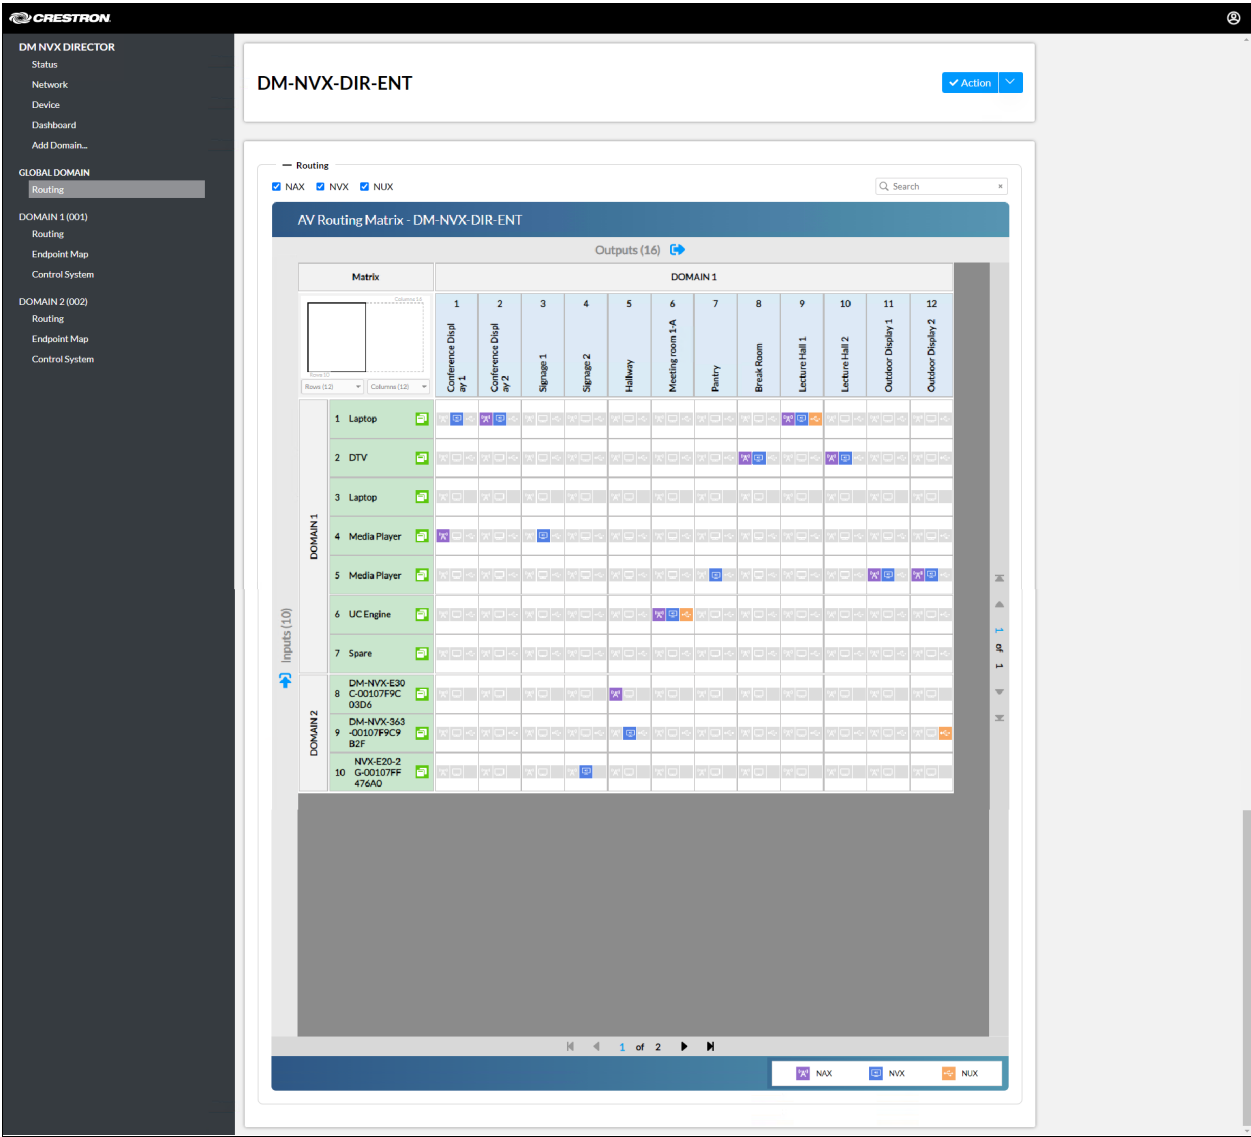 CRESTRON
DM NVX DIRECTOR
Status
Network
Device
Dashboard
Add Domain...
GLOBAL DOMAIN
Routing
DOMAIN 1 (001)
Routing
Endpoint Map
Control System
DOMAIN 2 (002)
Routing
Endpoint Map
Control System
DM-NVX-DIR-ENT
Action
Routing
NAX NVX NUX
Search
AV Routing Matrix - DM-NVX-DIR-ENT
Outputs (16)
Matrix
DOMAIN 1
1 2 3 4 5 6 7 8 9 10 11 12
Conference Displ
ay 1
Conference Displ
ay 2
Signage 1
Signage 2
Hallway
Meeting room 1-A
Pantry
Break Room
Lecture Hall 1
Lecture Hall 2
Outdoor Display 1
Outdoor Display 2
Rows (12) Columns (12)
Inputs (10)
DOMAIN 1
1 Laptop
2 DTV
3 Laptop
4 Media Player
5 Media Player
6 UC Engine
7 Spare
DOMAIN 2
8 DM-NVX-E30
C-00107F9C
03D6
9 DM-NVX-363
-00107F9C9
B2F
10 NVX-E20-2
G-00107FF
476A0
1 of 1
1 of 2
NAX NVX NUX